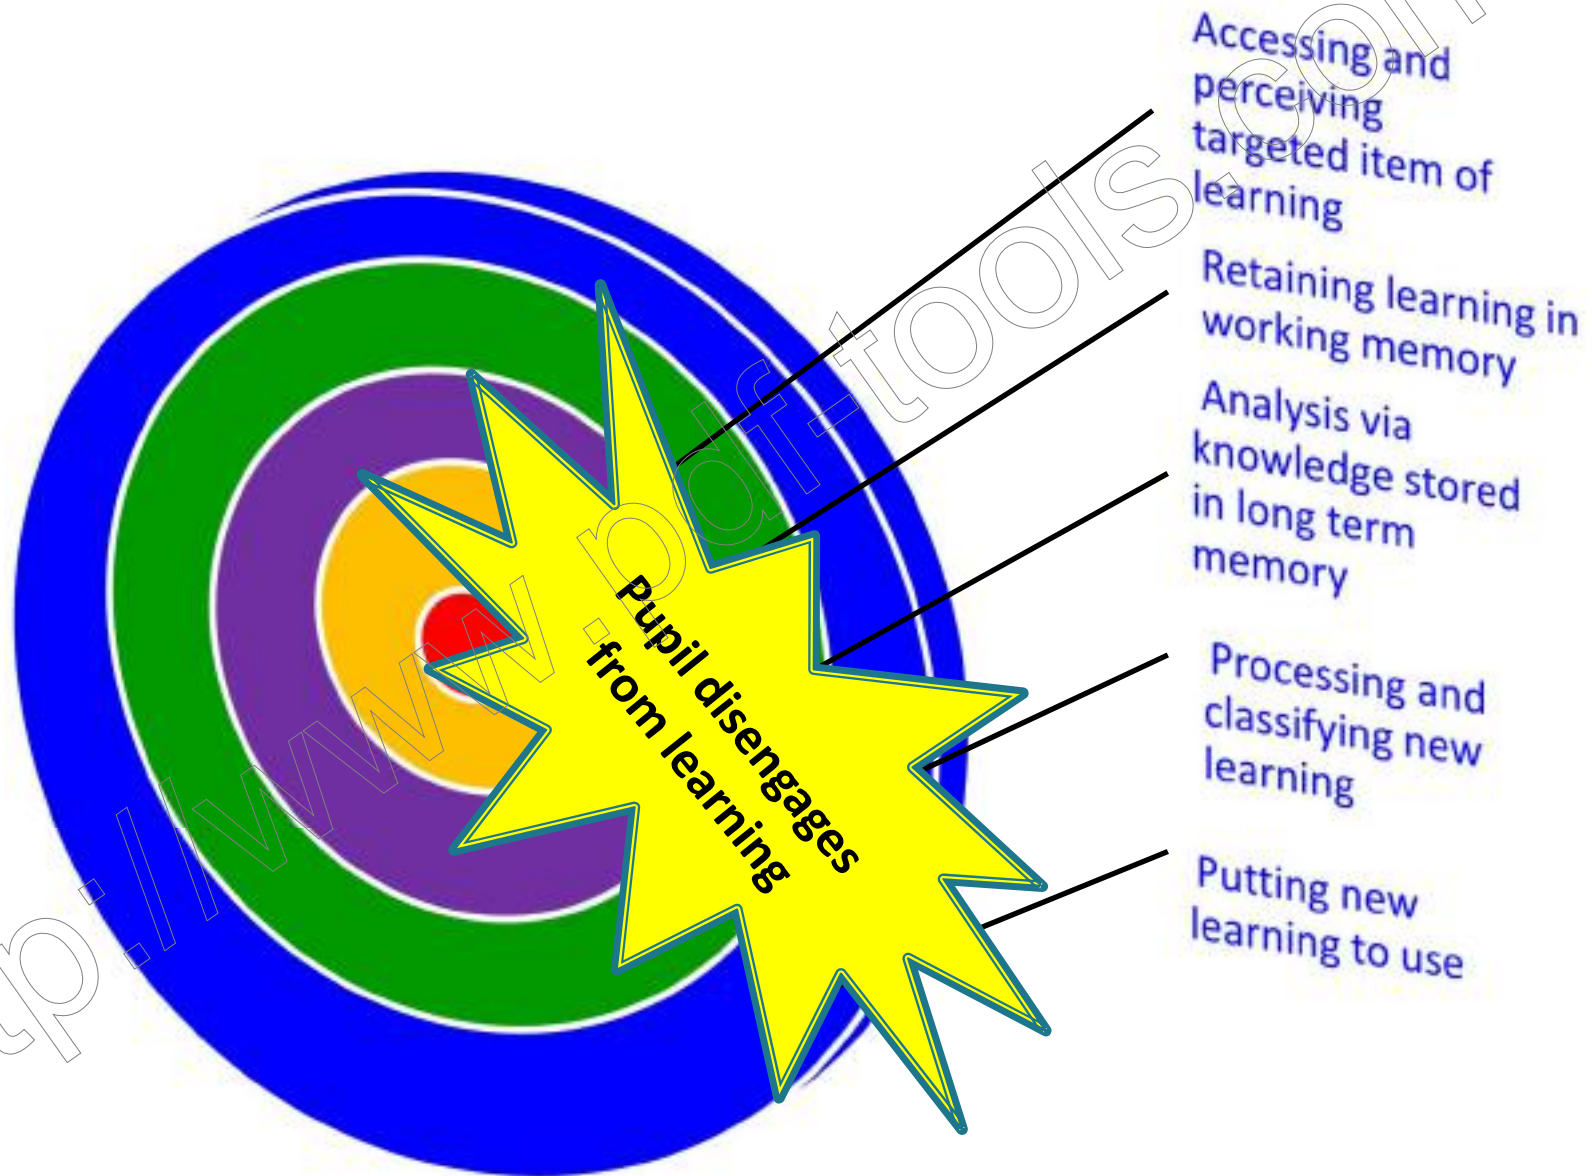 Accessing and
perceiving
targeted item of
learning
Retaining learning in
working memory
Analysis via
knowledge stored
in long term
memory
Processing and
classifying new
learning
Putting new
learning to use
Pupil disengages
from learning
tp://www.pdf-tools.com